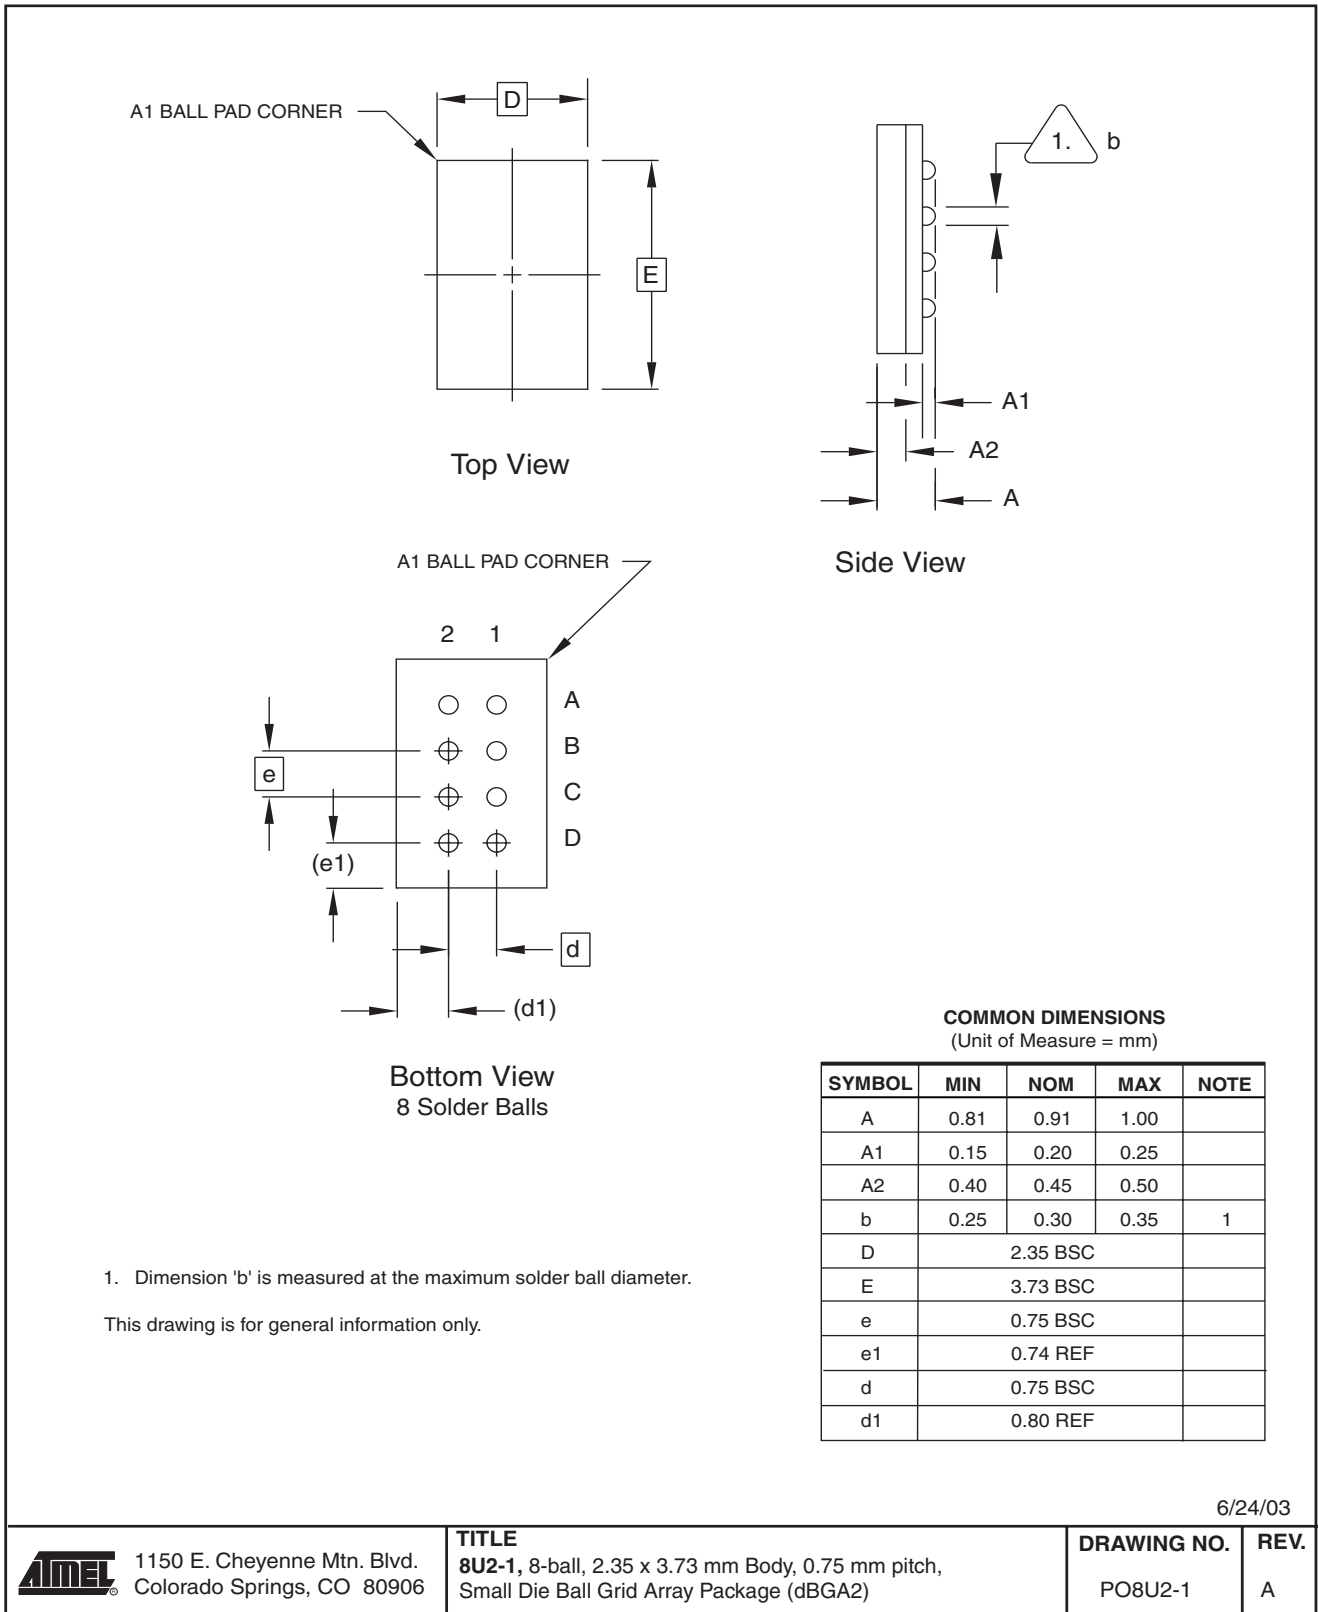 A1 BALL PAD CORNER
D
E
Top View
1. b
A1
A2
A
Side View
A1 BALL PAD CORNER
2 1
A
B
C
D
e
(e1)
d
(d1)
Bottom View
8 Solder Balls
COMMON DIMENSIONS
(Unit of Measure = mm)
SYMBOL MIN NOM MAX NOTE
A 0.81 0.91 1.00
A1 0.15 0.20 0.25
A2 0.40 0.45 0.50
b 0.25 0.30 0.35 1
D 2.35 BSC
E 3.73 BSC
e 0.75 BSC
e1 0.74 REF
d 0.75 BSC
d1 0.80 REF
1. Dimension 'b' is measured at the maximum solder ball diameter.
This drawing is for general information only.
6/24/03
ATMEL ®
1150 E. Cheyenne Mtn. Blvd.
Colorado Springs, CO 80906
TITLE
8U2-1, 8-ball, 2.35 x 3.73 mm Body, 0.75 mm pitch,
Small Die Ball Grid Array Package (dBGA2)
DRAWING NO.
PO8U2-1
REV.
A